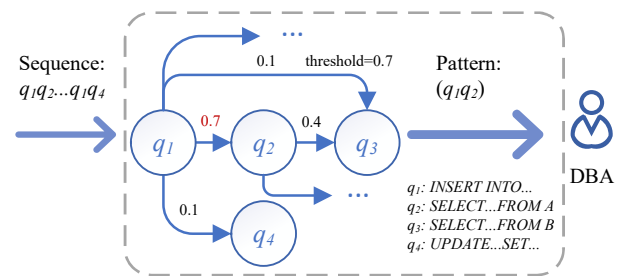 Sequence:
q1q2...q1q4
...
0.1
threshold=0.7
Pattern:
(q1q2)
q1
0.7
q2
0.4
q3
...
0.1
q4
q1: INSERT INTO...
q2: SELECT...FROM A
q3: SELECT...FROM B
q4: UPDATE...SET...
DBA